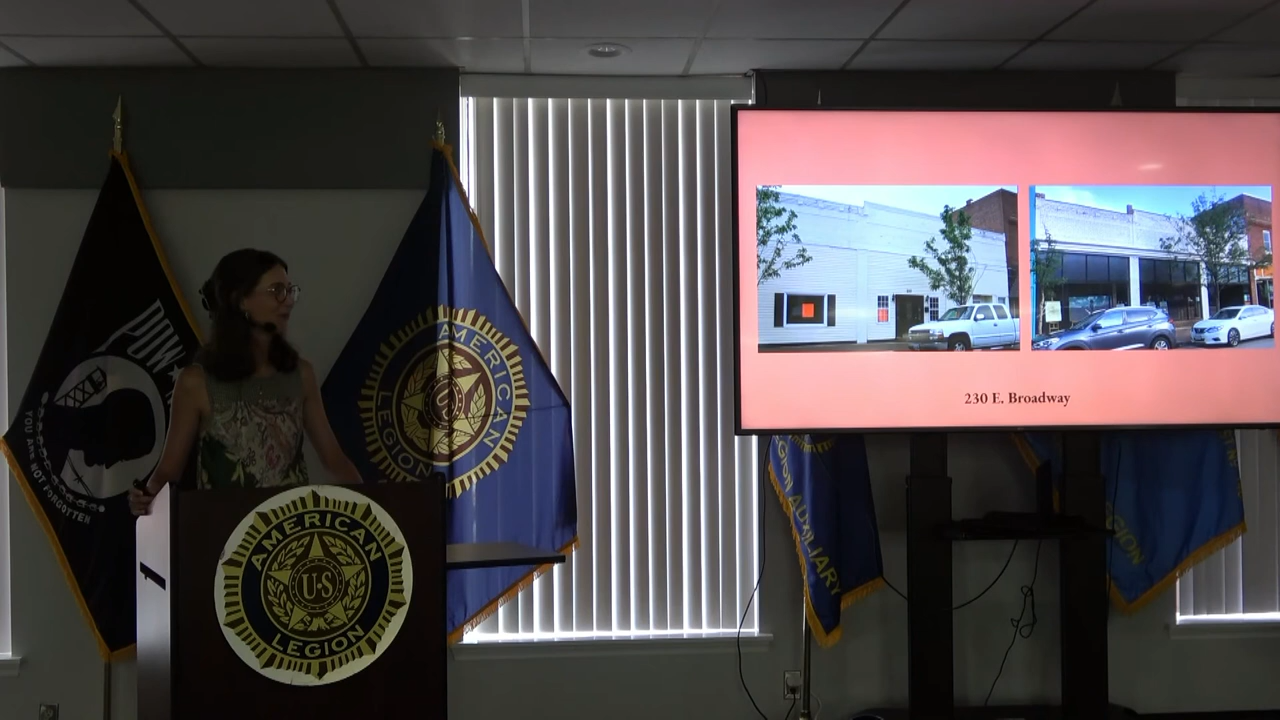 POW★
YOU ARE NOT FORGOTTEN
AMERICAN
U S
LEGION
AMERICAN
U·S
LEGION
230 E. Broadway
AUXILIARY